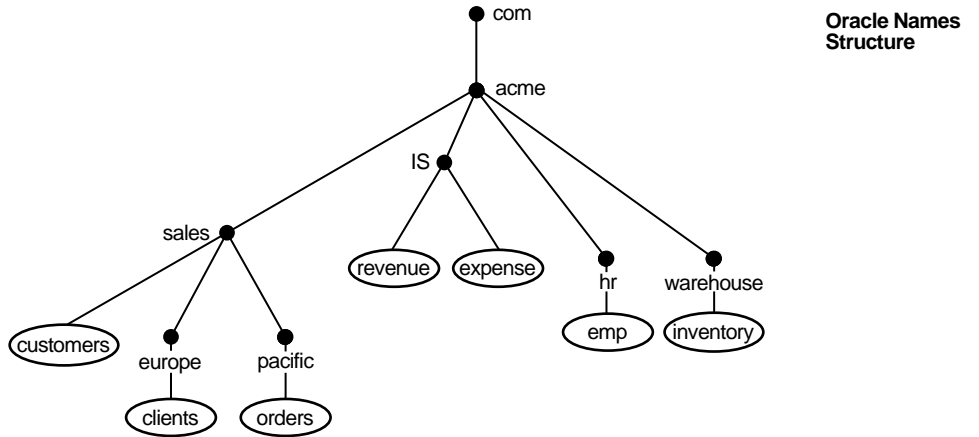 com
Oracle Names
Structure
acme
IS
sales
revenue
expense
hr
warehouse
customers
emp
inventory
europe
pacific
clients
orders